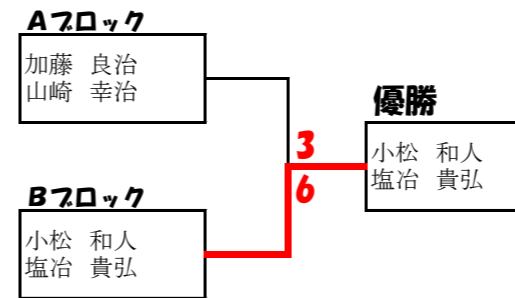 Aブロック
加藤 良治
山崎 幸治
優勝
3
小松 和人
塩冶 貴弘
6
Bブロック
小松 和人
塩冶 貴弘